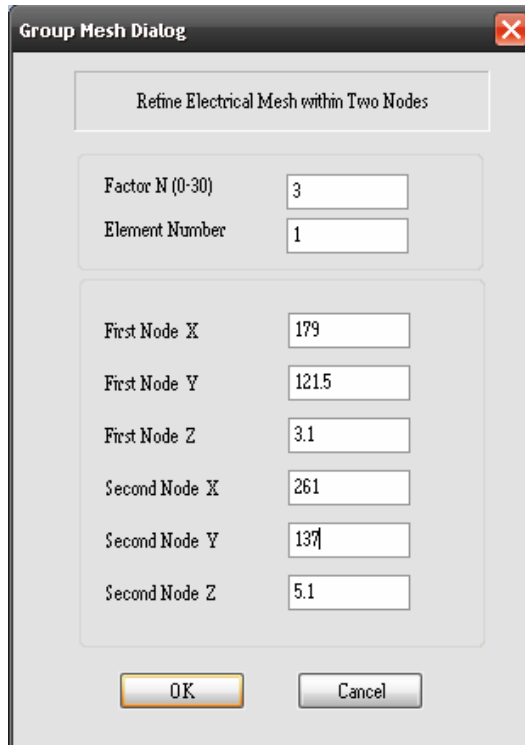 Group Mesh Dialog
Refine Electrical Mesh within Two Nodes
Factor N (0-30) 3
Element Number 1
First Node X 179
First Node Y 121.5
First Node Z 3.1
Second Node X 261
Second Node Y 137
Second Node Z 5.1
OK Cancel